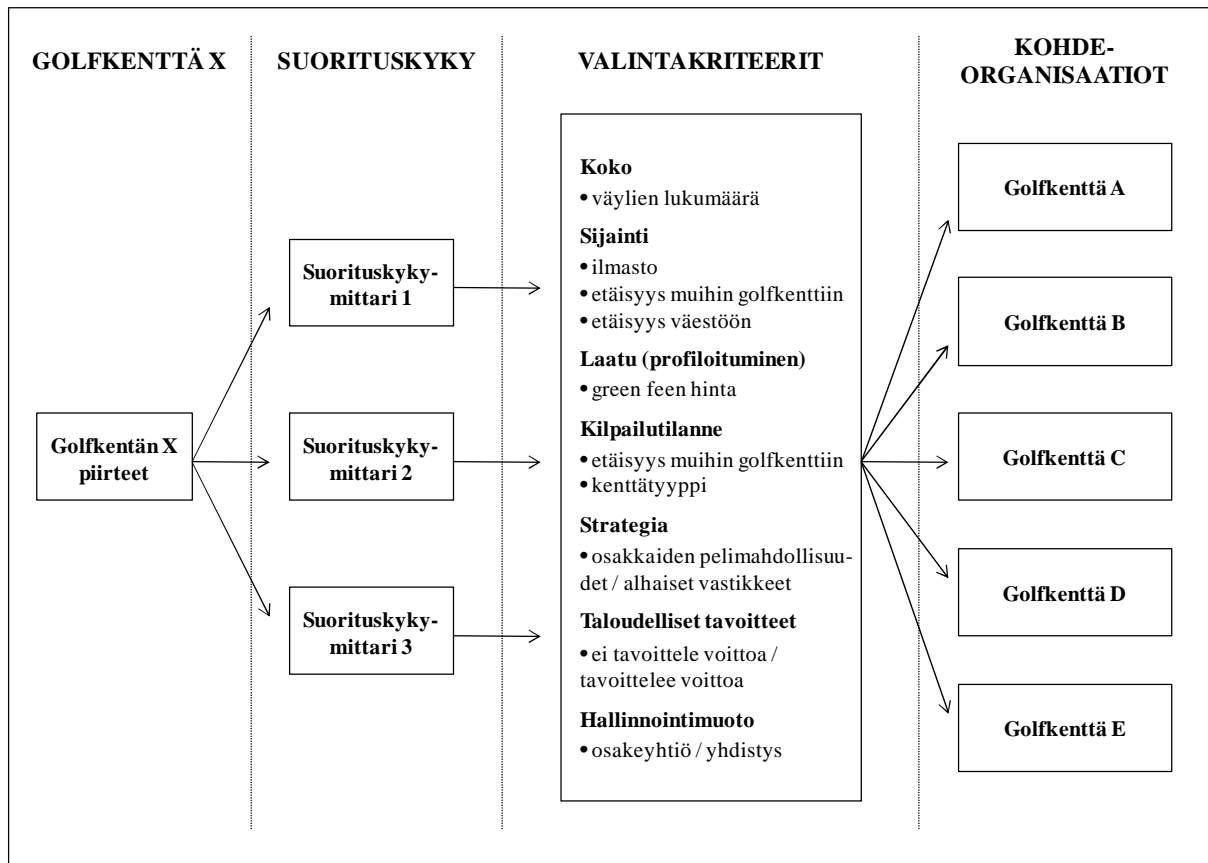 GOLFKENTTÄ X
SUORITUSKYKY
VALINTAKRITEERIT
KOHDE-
ORGANISAATIOT
Golfkentän X
piirteet
Suorituskyky-
mittari 1
Suorituskyky-
mittari 2
Suorituskyky-
mittari 3
Koko
• väylien lukumäärä
Sijainti
• ilmasto
• etäisyys muihin golfkenttiin
• etäisyys väestöön
Laatu (profiloituminen)
• green feen hinta
Kilpailutilanne
• etäisyys muihin golfkenttiin
• kenttätyyppi
Strategia
• osakkaiden pelimahdollisuu-
det / alhaiset vastikkeet
Taloudelliset tavoitteet
• ei tavoittele voittoa /
tavoittelee voittoa
Hallinnointimuoto
• osakeyhtiö / yhdistys
Golfkenttä A
Golfkenttä B
Golfkenttä C
Golfkenttä D
Golfkenttä E